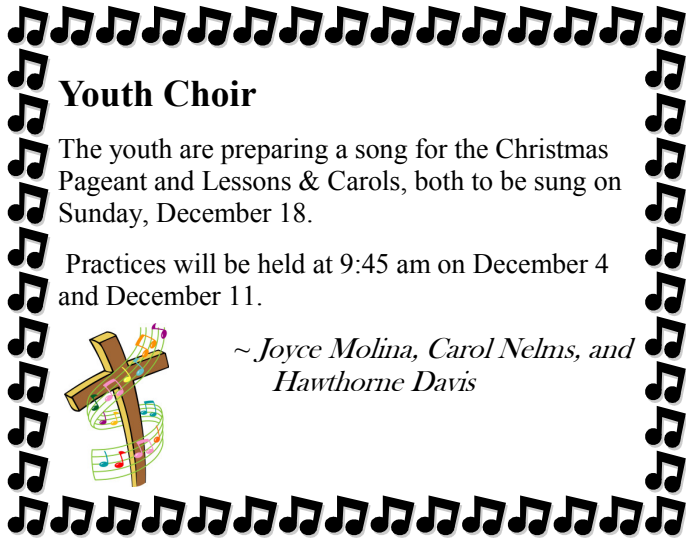 Youth Choir
The youth are preparing a song for the Christmas
Pageant and Lessons & Carols, both to be sung on
Sunday, December 18.
Practices will be held at 9:45 am on December 4
and December 11.
~ Joyce Molina, Carol Nelms, and
Hawthorne Davis